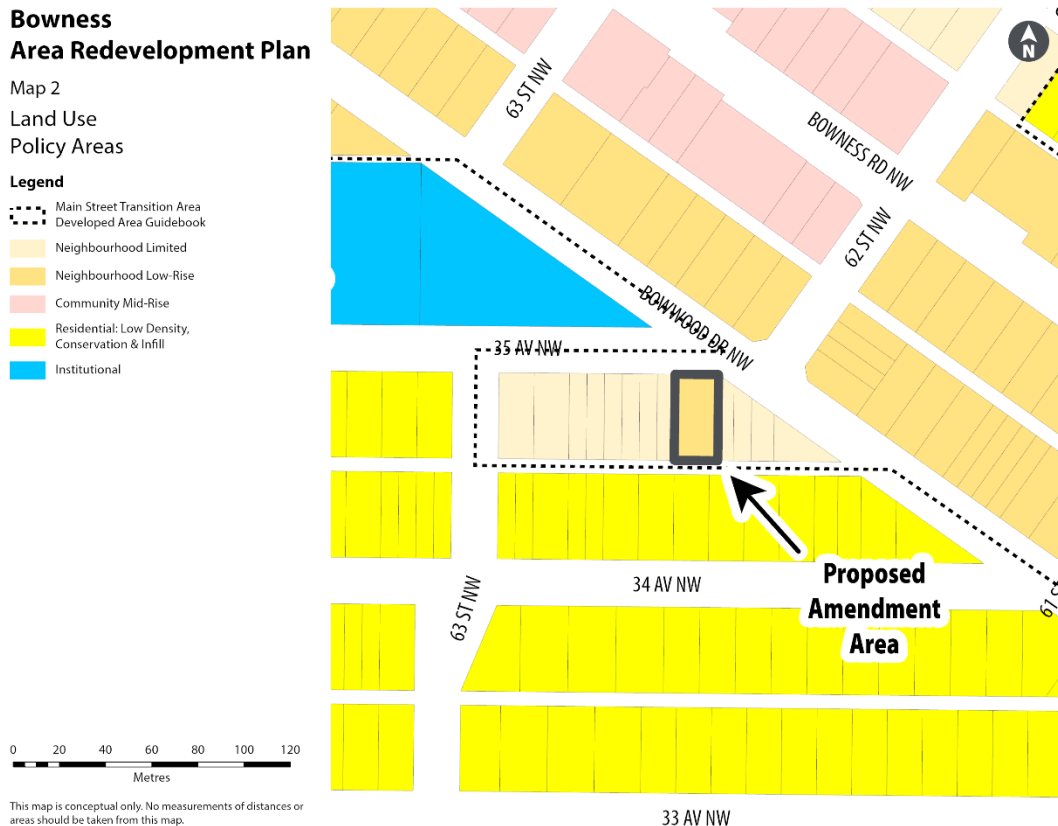 Bowness
Area Redevelopment Plan
Map 2
Land Use
Policy Areas
Legend
Main Street Transition Area
Developed Area Guidebook
Neighbourhood Limited
Neighbourhood Low-Rise
Community Mid-Rise
Residential: Low Density,
Conservation & Infill
Institutional
0 20 40 60 80 100 120
Metres
This map is conceptual only. No measurements of distances or
areas should be taken from this map.
N
63 ST NW
BOWNESS RD NW
62 ST NW
BOWWOOD DR NW
35 AV NW
Proposed
Amendment
Area
34 AV NW
63 ST NW
33 AV NW